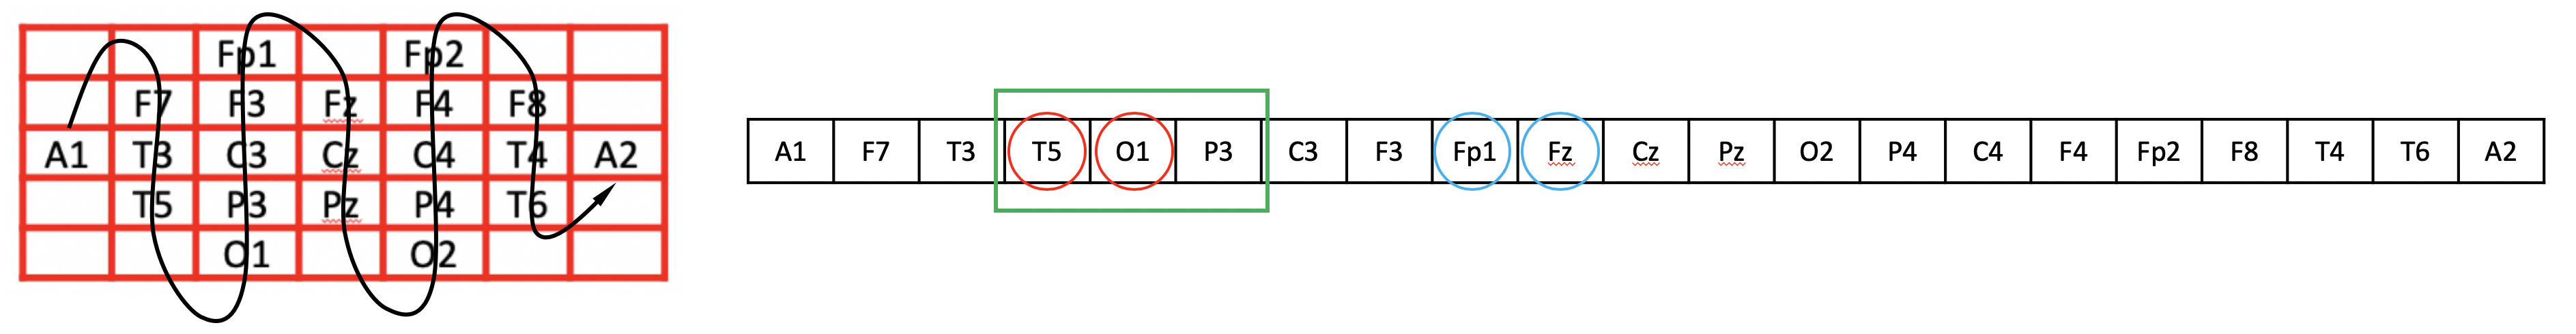 Fp1 Fp2
F7 F3 Fz F4 F8
A1 T3 C3 Cz C4 T4 A2
T5 P3 Pz P4 T6
O1 O2
A1 F7 T3 T5 O1 P3 C3 F3 Fp1 Fz Cz Pz O2 P4 C4 F4 Fp2 F8 T4 T6 A2